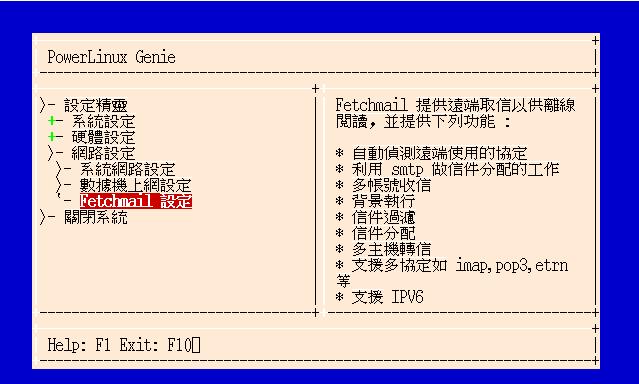 PowerLinux Genie
設定精靈
系統設定
硬體設定
網路設定
系統網路設定
數據機上網設定
Fetchmail 設定
關閉系統
Fetchmail 提供遠端取信以供離線
閱讀，並提供下列功能 :
* 自動偵測遠端使用的協定
* 利用 smtp 做信件分配的工作
* 多帳號收信
* 背景執行
* 信件過濾
* 信件分配
* 多主機轉信
* 支援多協定如 imap,pop3,etrn
等
* 支援 IPV6
Help: F1 Exit: F10